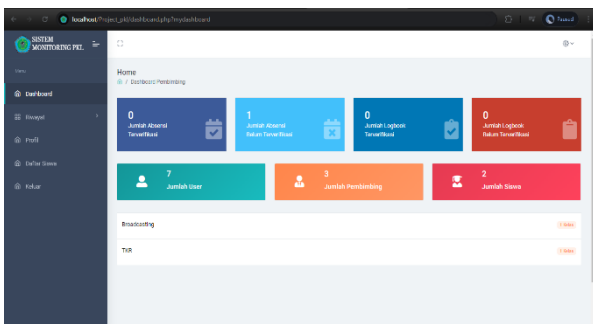 localhost/Project_pkl/dashboard.php?mydashboard
SISTEM
MONITORING PKL
Menu
Dashboard
Riwayat
Profil
Daftar Siswa
Keluar
Home
/ Dashboard Pembimbing
0
Jumlah Absensi
Terverifikasi
1
Jumlah Absensi
Belum Terverifikasi
0
Jumlah Logbook
Terverifikasi
0
Jumlah Logbook
Belum Terverifikasi
7
Jumlah User
3
Jumlah Pembimbing
2
Jumlah Siswa
Broadcasting
TKR